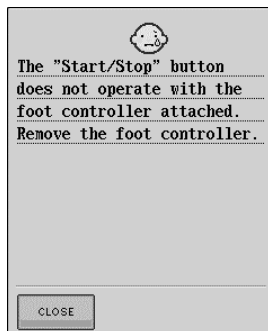 The "Start/Stop" button
does not operate with the
foot controller attached.
Remove the foot controller.
CLOSE